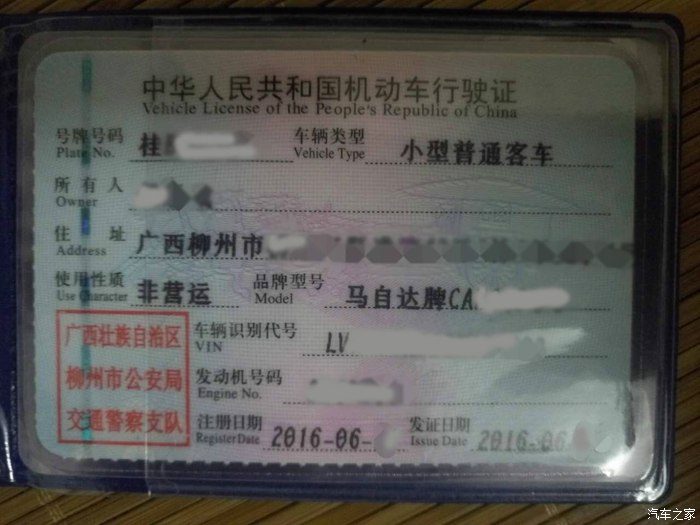 中华人民共和国机动车行驶证
Vehicle License of the People's Republic of China
号牌号码 桂 车辆类型 小型普通客车
Plate No. Vehicle Type
所有人
Owner
住址 广西柳州市
Address
使用性质 非营运 品牌型号 马自达牌CA
Use Character Model
广西壮族自治区
柳州市公安局
交通警察支队
车辆识别代号 LV
VIN
发动机号码
Engine No.
注册日期 2016-06- 发证日期 2016-06
Register Date Issue Date
汽车之家